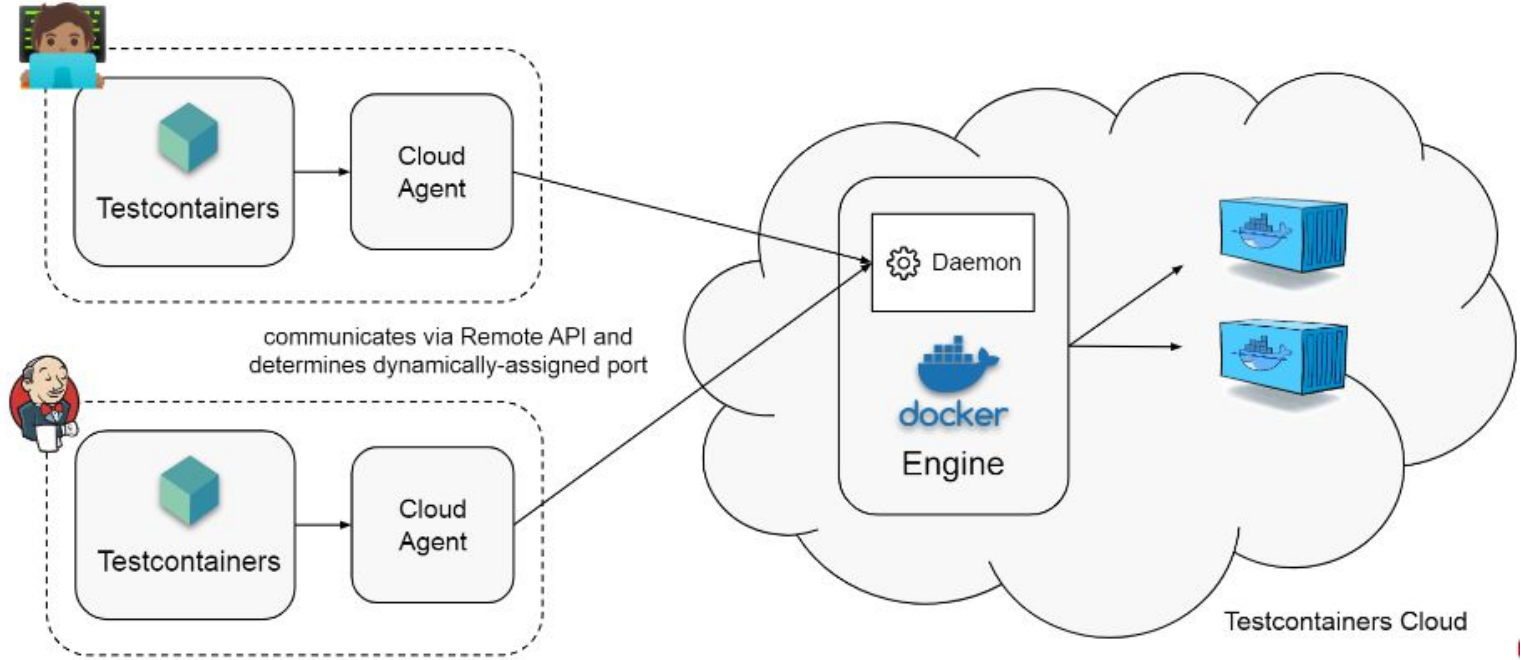 Testcontainers
Cloud
Agent
communicates via Remote API and
determines dynamically-assigned port
Testcontainers
Cloud
Agent
Daemon
docker
Engine
Testcontainers Cloud